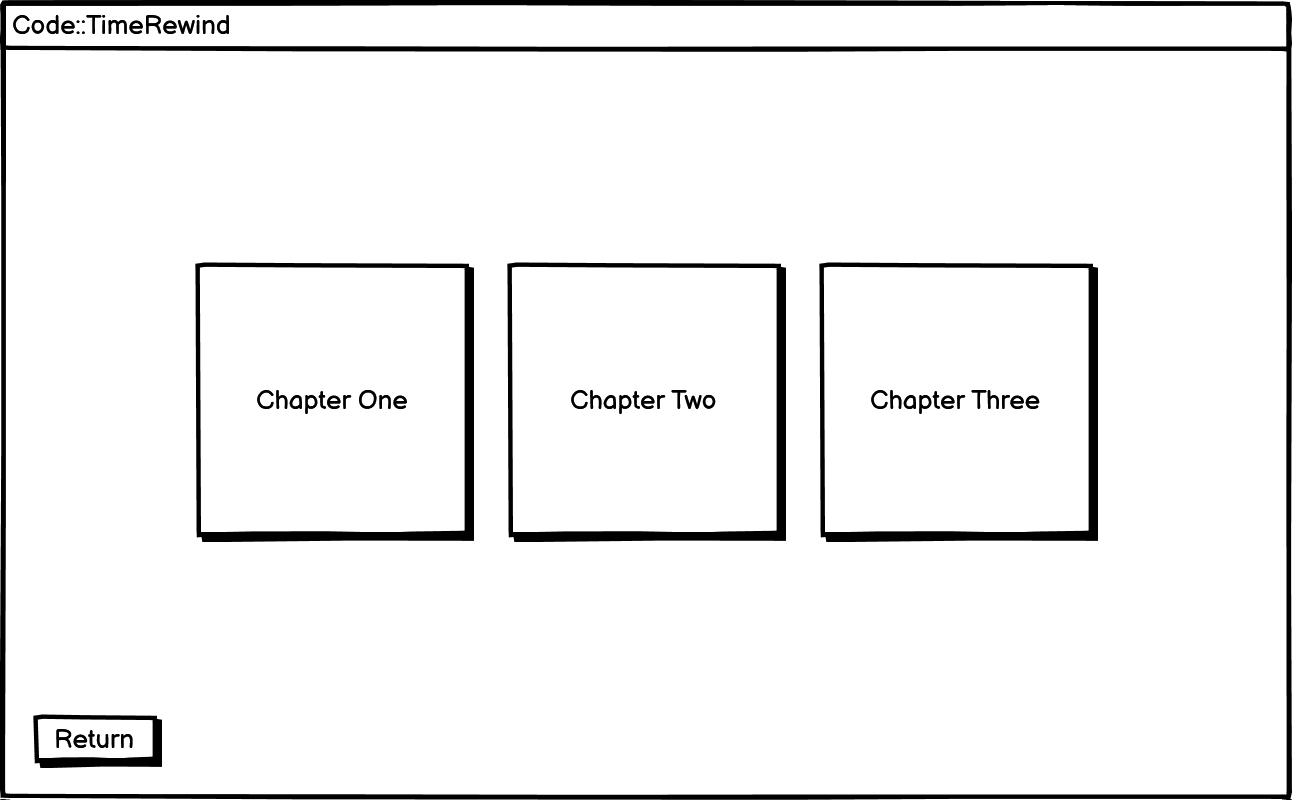 Code::TimeRewind
Chapter One
Chapter Two
Chapter Three
Return